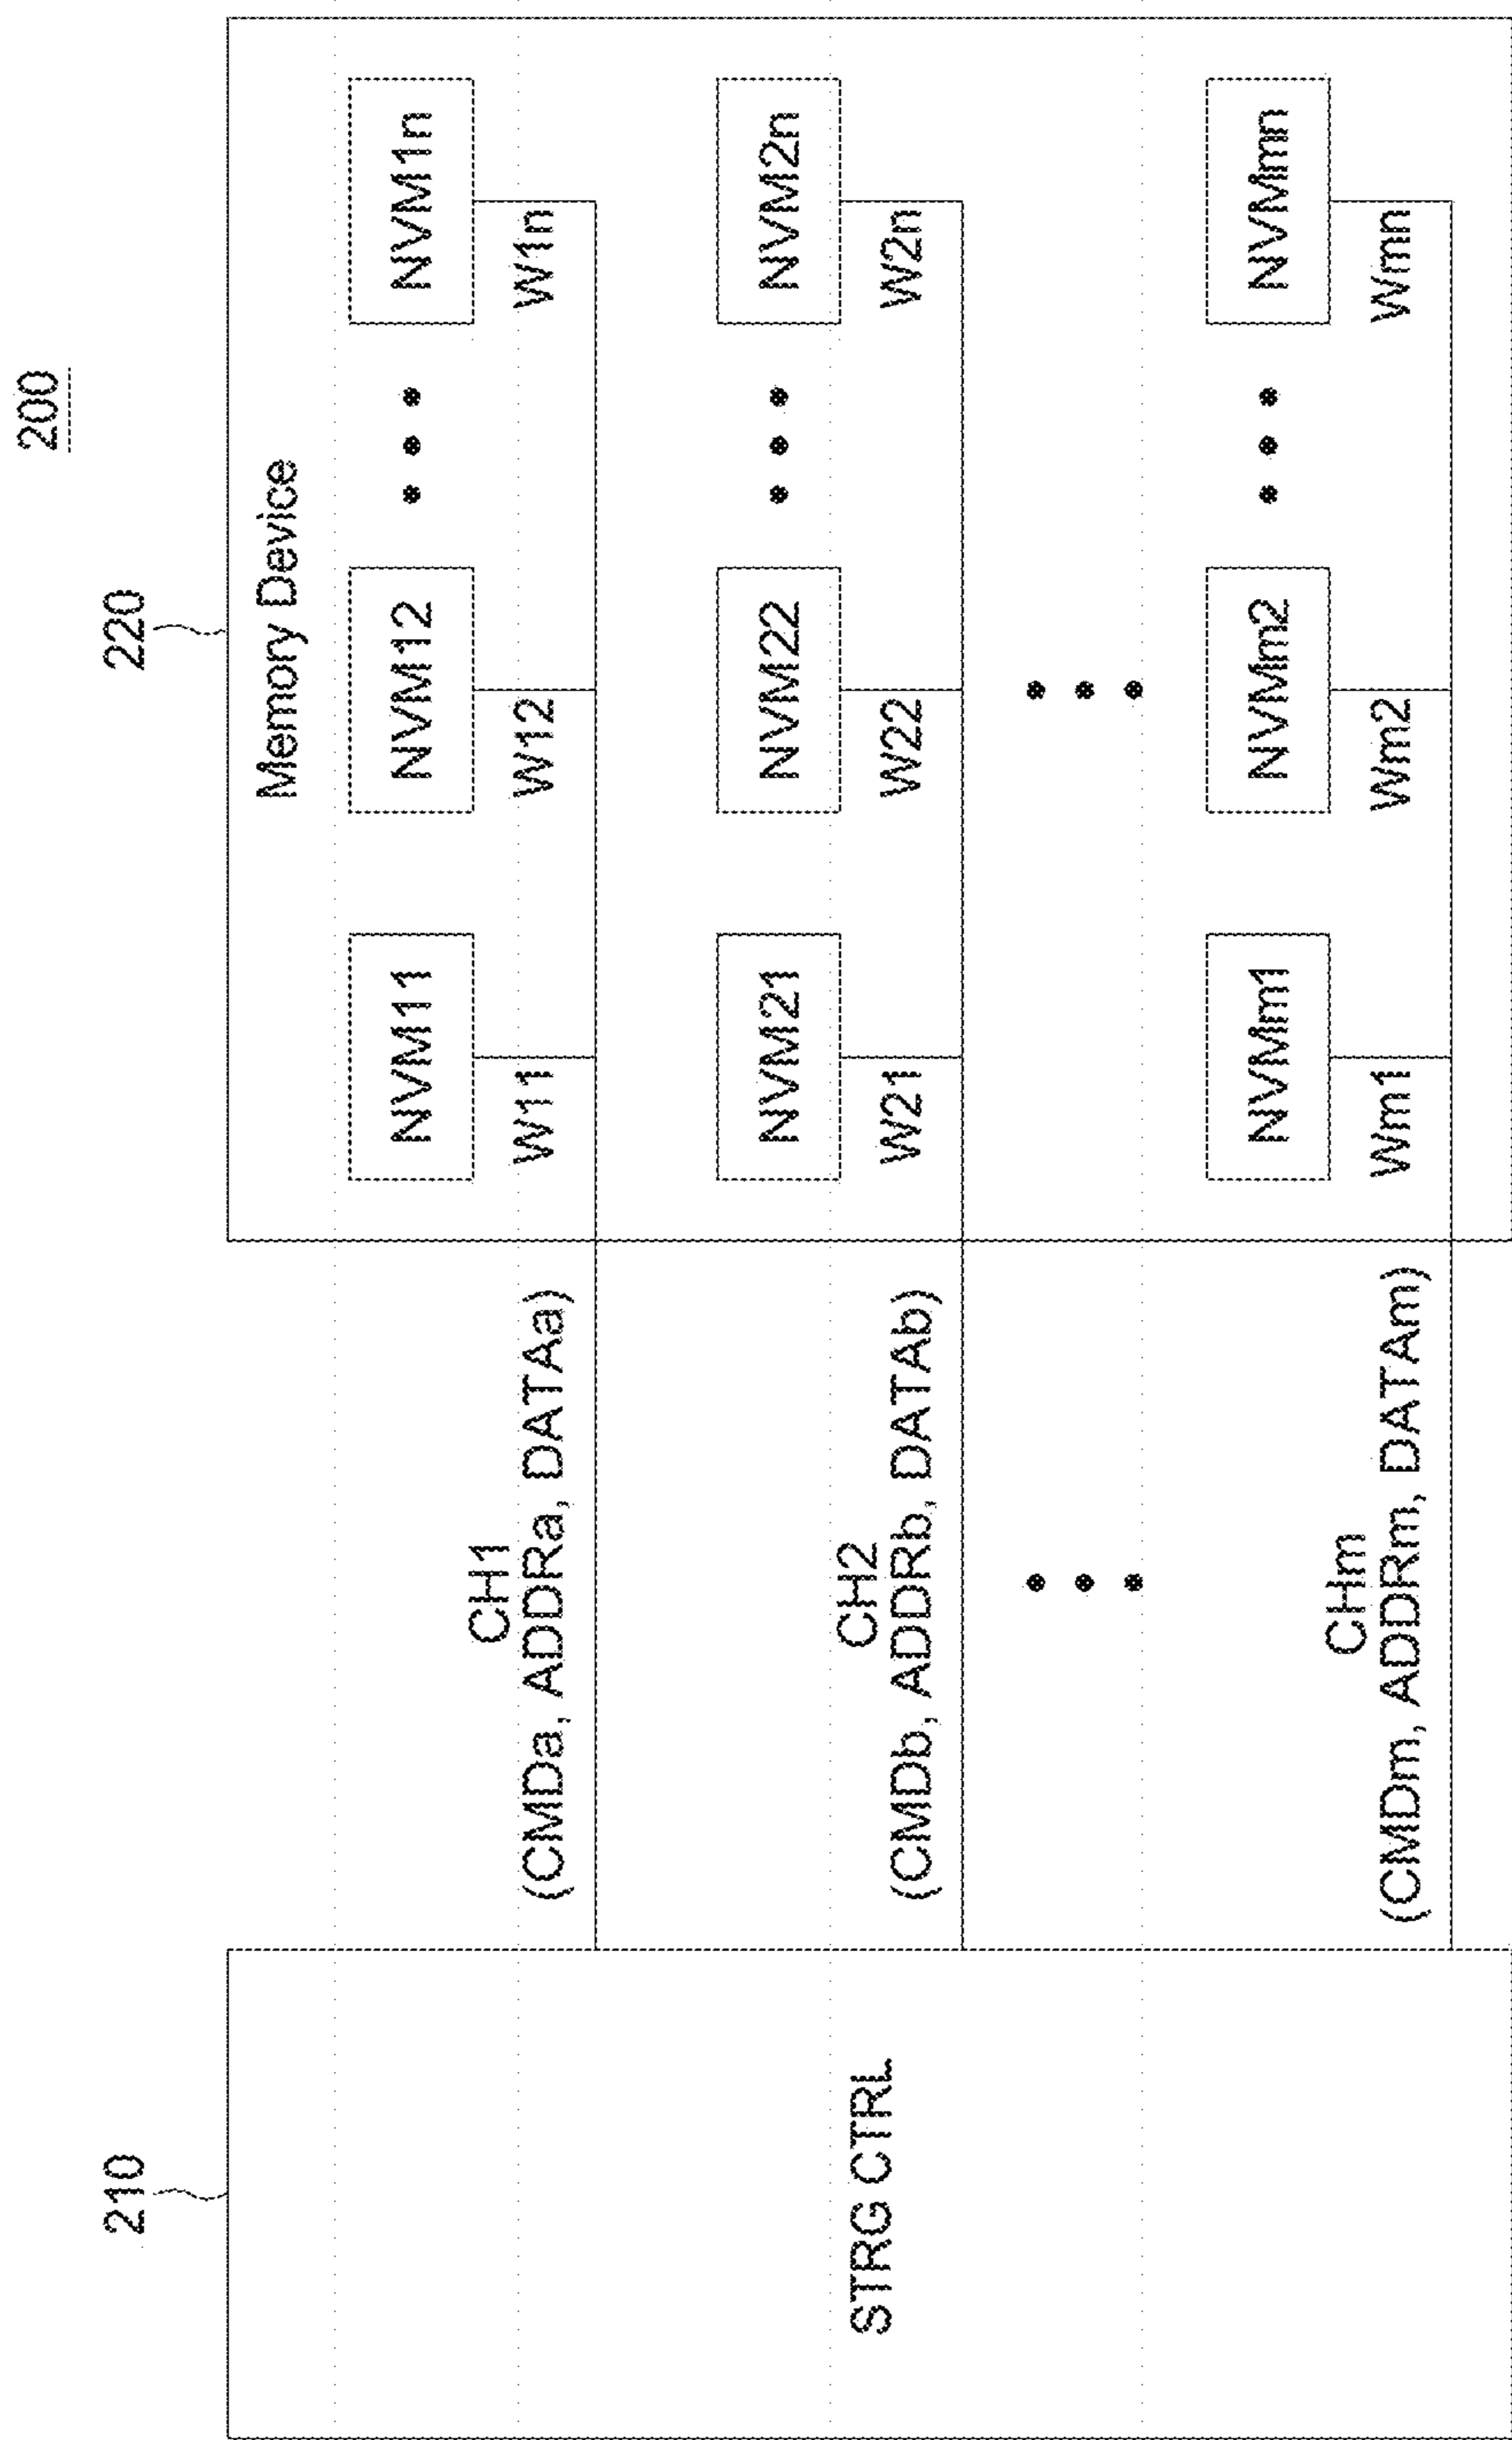 200
210
220
STRG CTRL
Memory Device
CH1
(CMDa, ADDRa, DATAa)
NVM11
NVM12
NVM1n
W11
W12
W1n
CH2
(CMDb, ADDRb, DATAb)
NVM21
NVM22
NVM2n
W21
W22
W2n
CHm
(CMDm, ADDRm, DATAm)
NVMm1
NVMm2
NVMmn
Wm1
Wm2
Wmn